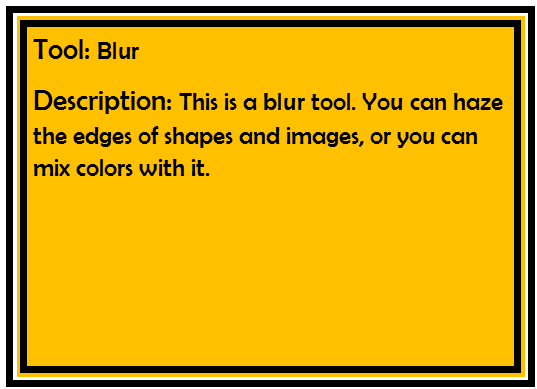 Tool: Blur
Description: This is a blur tool. You can haze
the edges of shapes and images, or you can
mix colors with it.